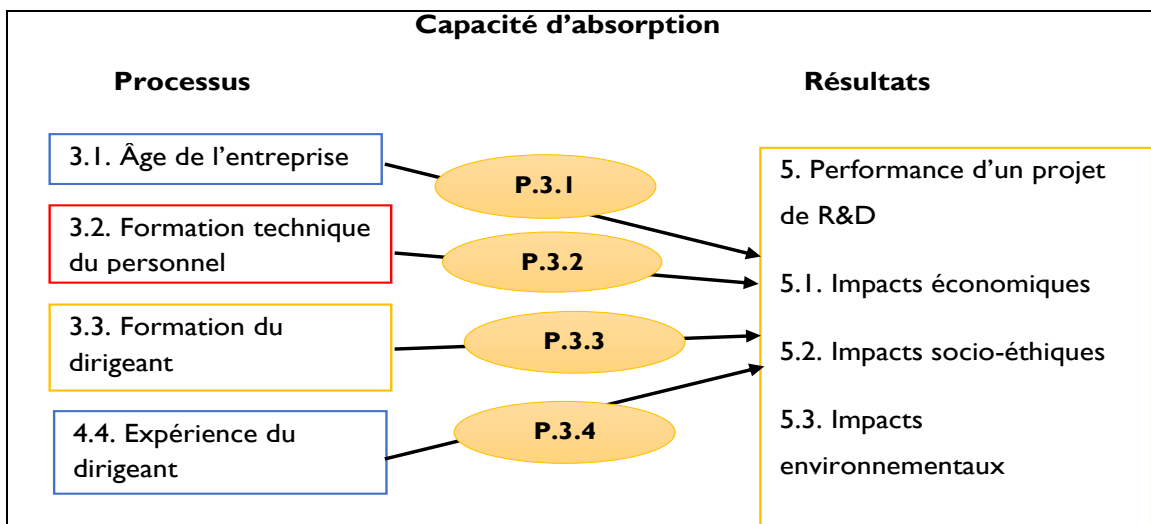 Capacité d’absorption
Processus
Résultats
3.1. Âge de l’entreprise
P.3.1
3.2. Formation technique
du personnel
P.3.2
3.3. Formation du
dirigeant
P.3.3
4.4. Expérience du
dirigeant
P.3.4
5. Performance d’un projet
de R&D
5.1. Impacts économiques
5.2. Impacts socio-éthiques
5.3. Impacts
environnementaux